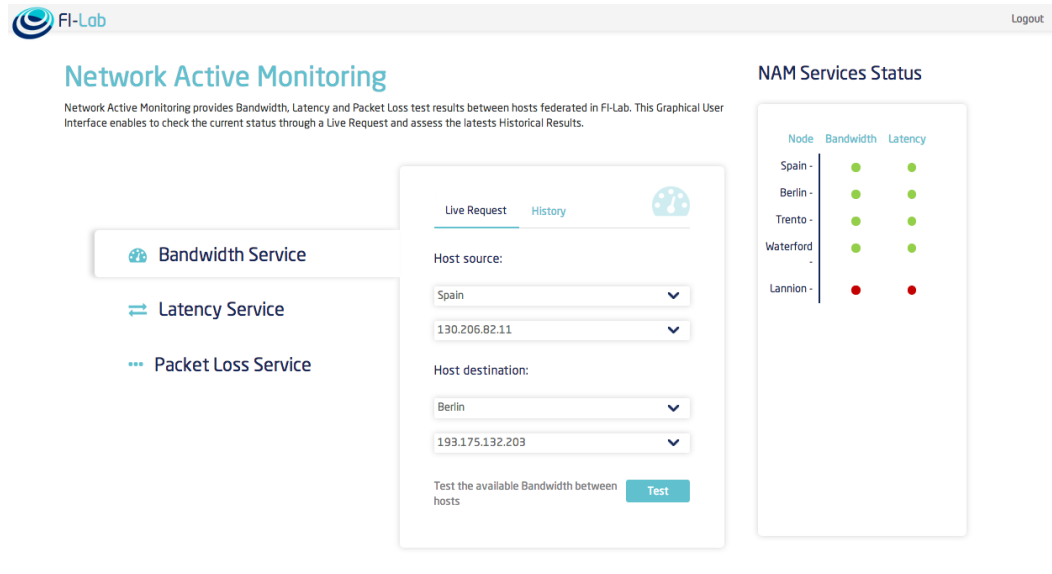 FI-Lab
Logout
Network Active Monitoring
Network Active Monitoring provides Bandwidth, Latency and Packet Loss test results between hosts federated in FI-Lab. This Graphical User
Interface enables to check the current status through a Live Request and assess the latests Historical Results.
Bandwidth Service
Latency Service
Packet Loss Service
Live Request History
Host source:
Spain
130.206.82.11
Host destination:
Berlin
193.175.132.203
Test the available Bandwidth between
hosts
Test
NAM Services Status
Node Bandwidth Latency
Spain -
Berlin -
Trento -
Waterford
-
Lannion -